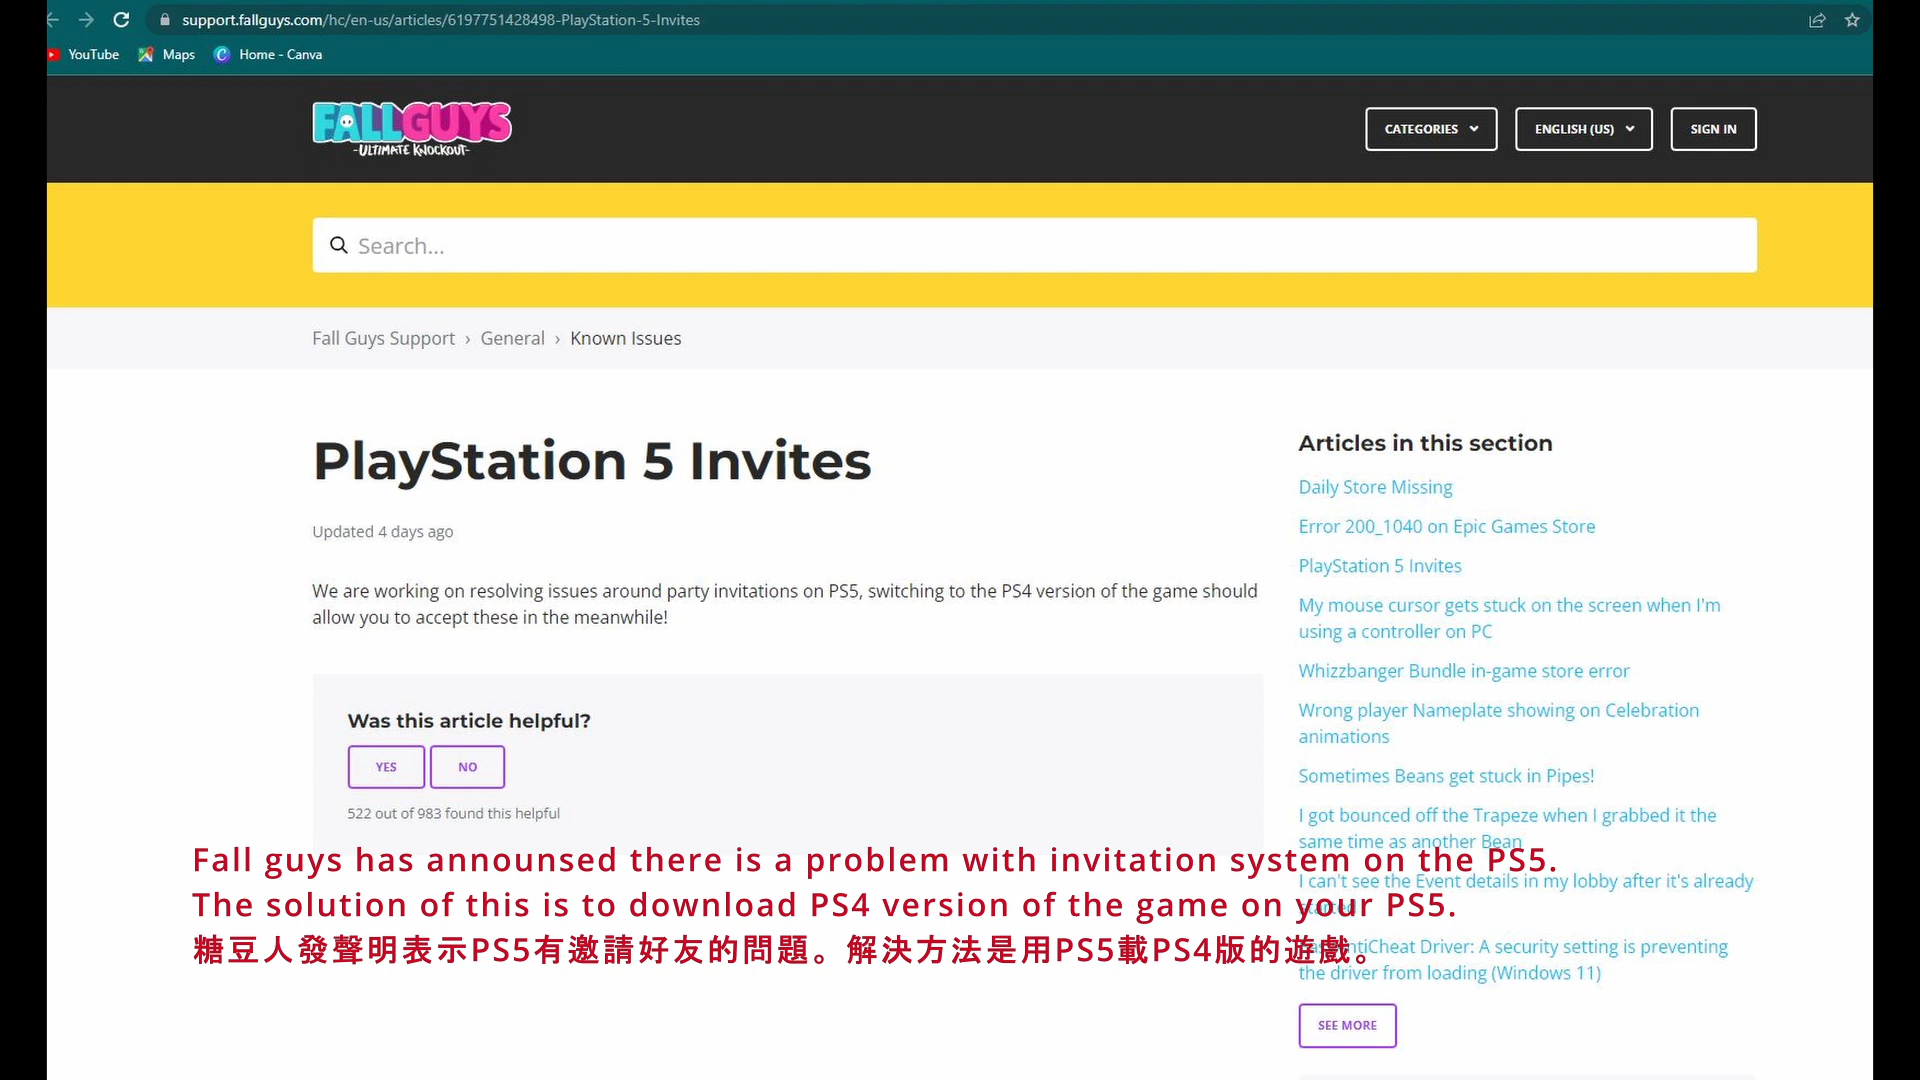 support.fallguys.com/hc/en-us/articles/6197751428498-PlayStation-5-Invites
YouTube Maps Home - Canva
FALL GUYS
-ULTIMATE KNOCKOUT-
CATEGORIES ENGLISH (US) SIGN IN
Search...
Fall Guys Support › General › Known Issues
PlayStation 5 Invites
Updated 4 days ago
We are working on resolving issues around party invitations on PS5, switching to the PS4 version of the game should
allow you to accept these in the meanwhile!
Was this article helpful?
YES NO
522 out of 983 found this helpful
Articles in this section
Daily Store Missing
Error 200_1040 on Epic Games Store
PlayStation 5 Invites
My mouse cursor gets stuck on the screen when I'm
using a controller on PC
Whizzbanger Bundle in-game store error
Wrong player Nameplate showing on Celebration
animations
Sometimes Beans get stuck in Pipes!
I got bounced off the Trapeze when I grabbed it the
same time as another Bean
I can't see the Event details in my lobby after it's already
started
AntiCheat Driver: A security setting is preventing
the driver from loading (Windows 11)
SEE MORE
Fall guys has announsed there is a problem with invitation system on the PS5.
The solution of this is to download PS4 version of the game on your PS5.
糖豆人發聲明表示PS5有邀請好友的問題。解決方法是用PS5載PS4版的遊戲。